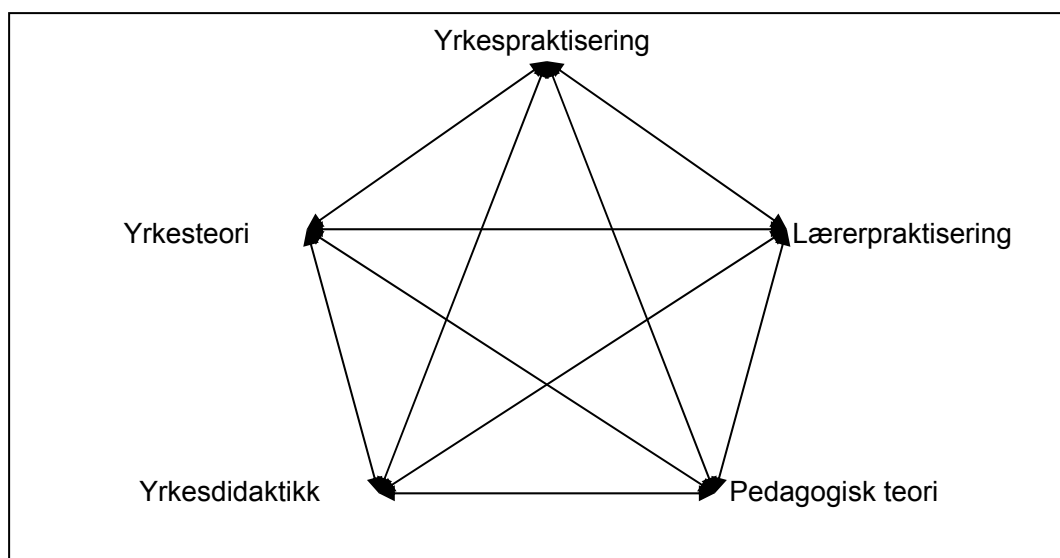 Yrkespraktisering
Yrkesteori
Lærerpraktisering
Yrkesdidaktikk
Pedagogisk teori